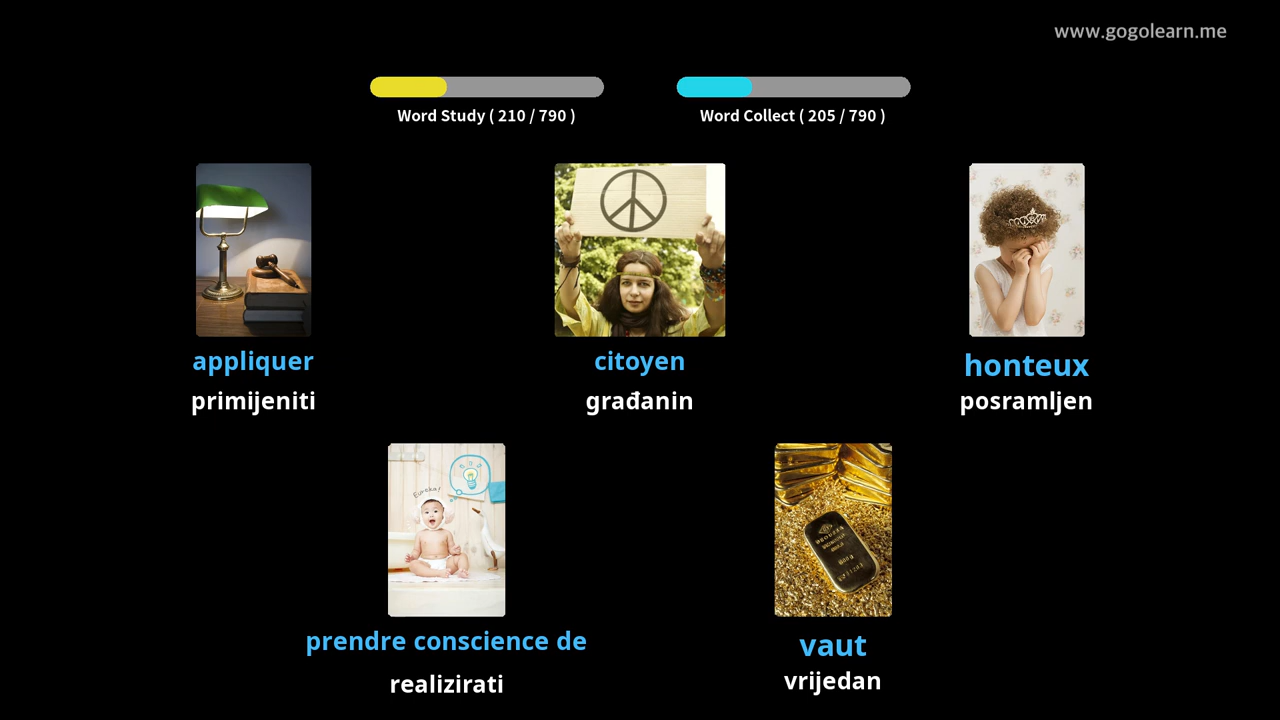 www.gogolearn.me
Word Study ( 210 / 790 )
Word Collect ( 205 / 790 )
appliquer
citoyen
honteux
primijeniti
građanin
posramljen
Eureka!
prendre conscience de
vaut
realizirati
vrijedan